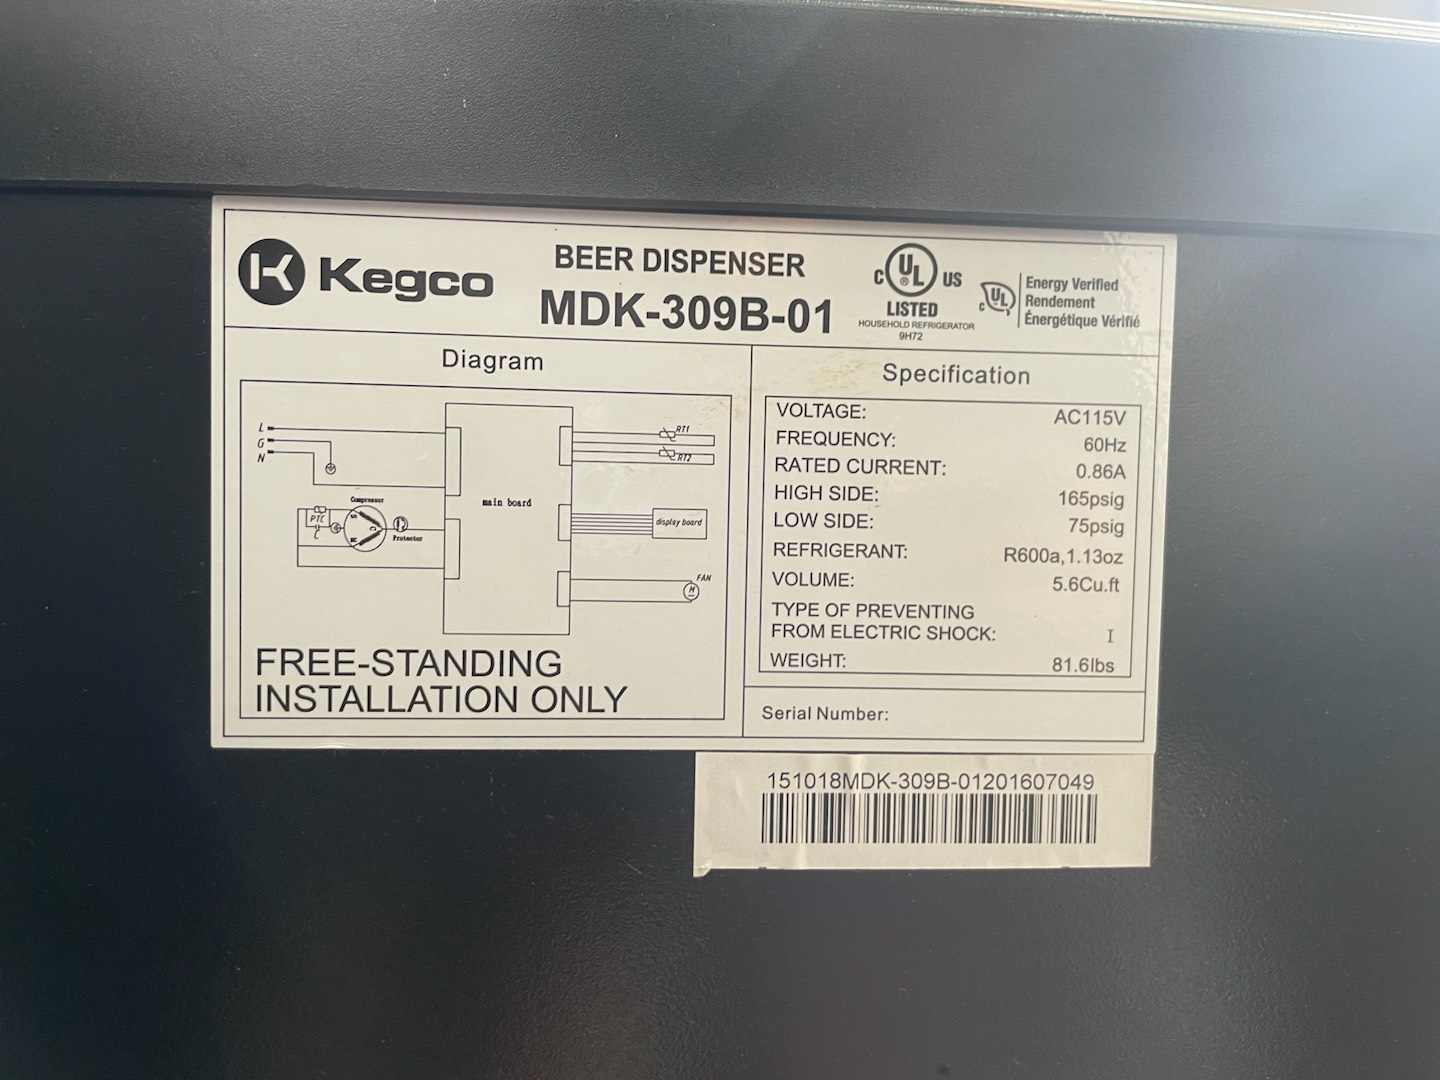 K Kegco
BEER DISPENSER
MDK-309B-01
C UL ® US
LISTED
HOUSEHOLD REFRIGERATOR
9H72
c UL
Energy Verified
Rendement
Énergétique Vérifié
Diagram
L
G
N
Compressor
PTC
C
S
C
Protector
main board
RT1
RT2
display board
FAN
M
FREE-STANDING
INSTALLATION ONLY
Specification
VOLTAGE: AC115V
FREQUENCY: 60Hz
RATED CURRENT: 0.86A
HIGH SIDE: 165psig
LOW SIDE: 75psig
REFRIGERANT: R600a,1.13oz
VOLUME: 5.6Cu.ft
TYPE OF PREVENTING
FROM ELECTRIC SHOCK: I
WEIGHT: 81.6lbs
Serial Number:
151018MDK-309B-01201607049